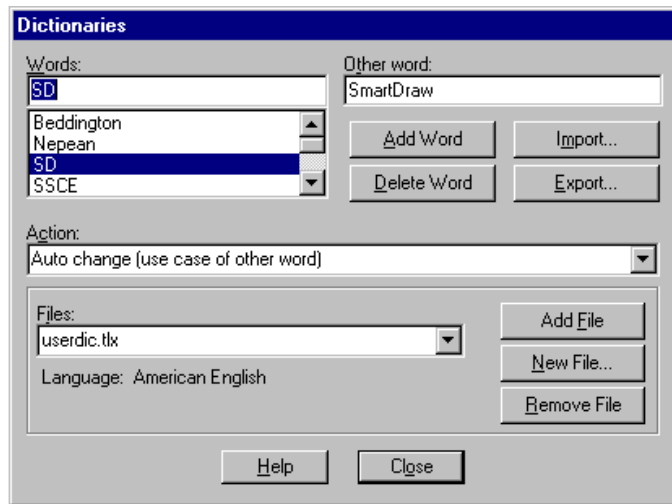 Dictionaries
Words:
Other word:
SD
SmartDraw
Beddington
Nepean
SD
SSCE
Add Word
Import...
Delete Word
Export...
Action:
Auto change (use case of other word)
Files:
userdic.tlx
Language: American English
Add File
New File...
Remove File
Help
Close